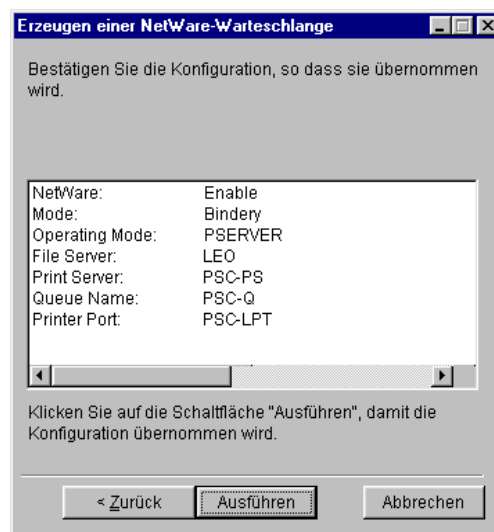 Erzeugen einer NetWare-Warteschlange
Bestätigen Sie die Konfiguration, so dass sie übernommen
wird.
NetWare: Enable
Mode: Bindery
Operating Mode: PSERVER
File Server: LEO
Print Server: PSC-PS
Queue Name: PSC-Q
Printer Port: PSC-LPT
Klicken Sie auf die Schaltfläche "Ausführen", damit die
Konfiguration übernommen wird.
< Zurück Ausführen Abbrechen